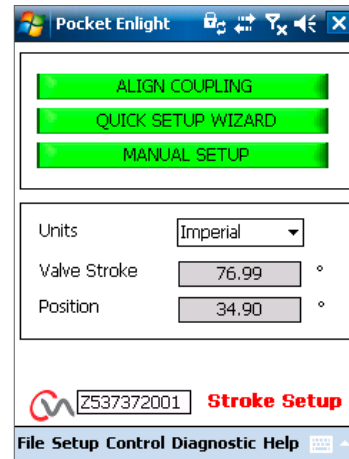 Pocket Enlight
ALIGN COUPLING
QUICK SETUP WIZARD
MANUAL SETUP
Units Imperial
Valve Stroke 76.99 °
Position 34.90 °
Z537372001 Stroke Setup
File Setup Control Diagnostic Help